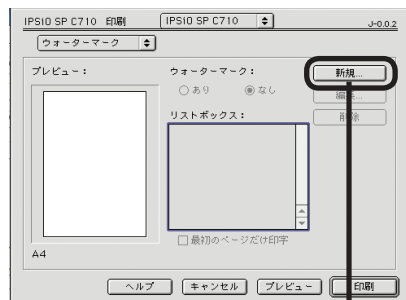 IPSiO SP C710 印刷 IPSiO SP C710 J-0.0.2
ウォーターマーク
プレビュー： ウォーターマーク： 新規...
あり なし 編集...
リストボックス： 削除
最初のページだけ印字
A4
ヘルプ キャンセル プレビュー 印刷